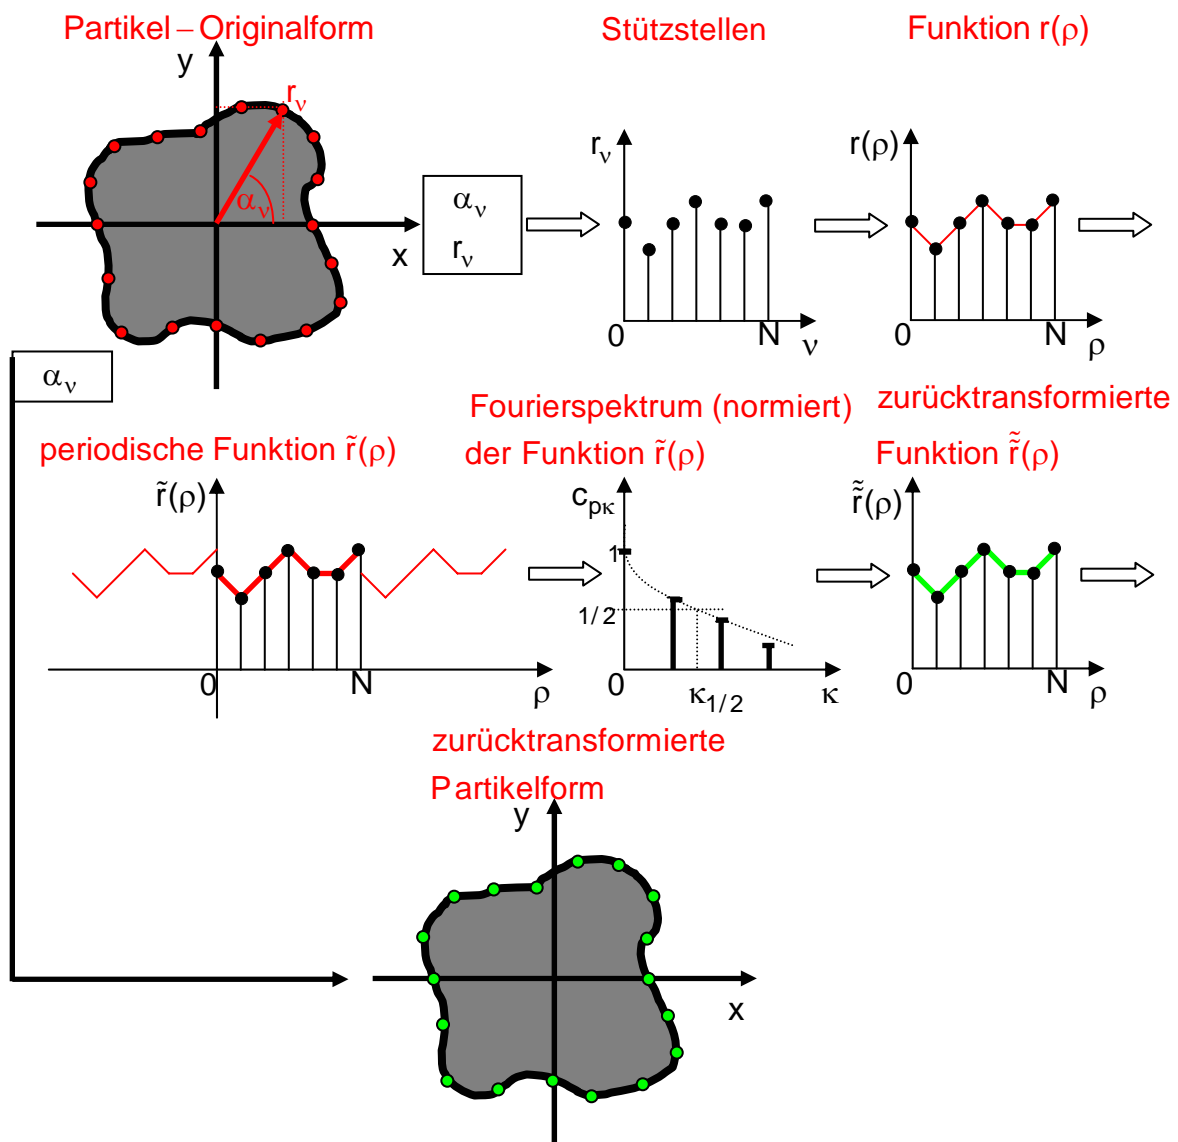 Partikel – Originalform
Stützstellen
Funktion r(ρ)
y
r_ν
α_ν
x
α_ν
r_ν
r_ν
0
N
ν
r(ρ)
0
N
ρ
α_ν
periodische Funktion r̃(ρ)
Fourierspektrum (normiert)
der Funktion r̃(ρ)
zurücktransformierte
Funktion r̃̃(ρ)
r̃(ρ)
0
N
ρ
c_pκ
1
1/2
0
κ_1/2
κ
r̃̃(ρ)
0
N
ρ
zurücktransformierte
Partikelform
y
x